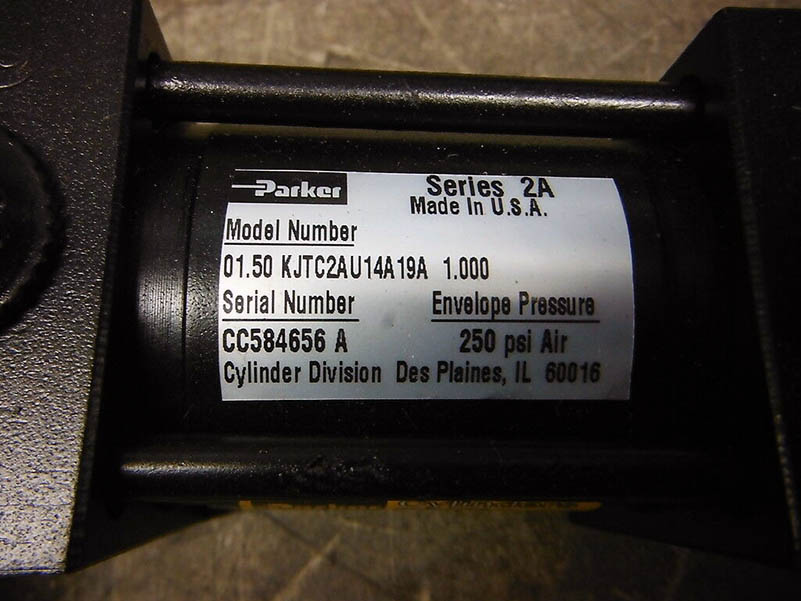 Parker
Series 2A
Made In U.S.A.
Model Number
01.50 KJTC2AU14A19A 1.000
Serial Number Envelope Pressure
CC584656 A 250 psi Air
Cylinder Division Des Plaines, IL 60016